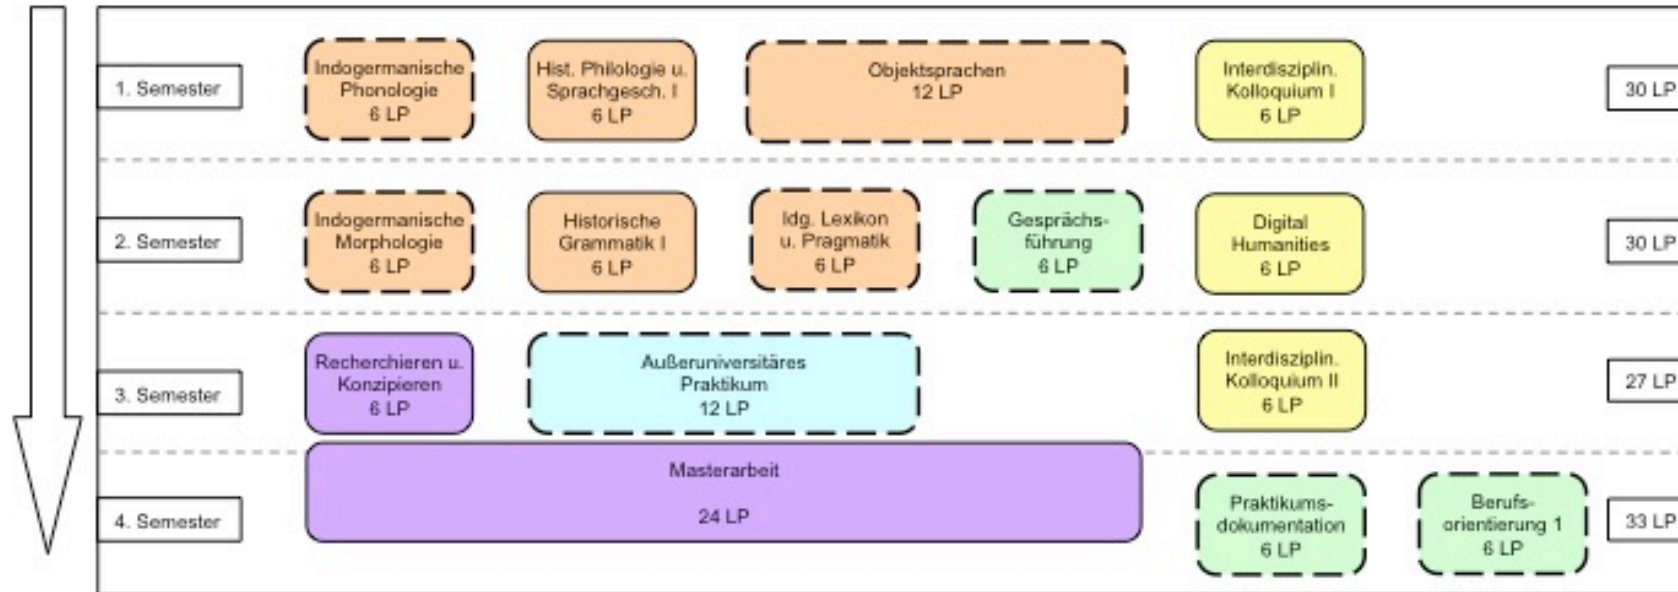 1. Semester
Indogermanische
Phonologie
6 LP
Hist. Philologie u.
Sprachgesch. I
6 LP
Objektsprachen
12 LP
Interdisziplin.
Kolloquium I
6 LP
30 LP
2. Semester
Indogermanische
Morphologie
6 LP
Historische
Grammatik I
6 LP
Idg. Lexikon
u. Pragmatik
6 LP
Gesprächs-
führung
6 LP
Digital
Humanities
6 LP
30 LP
3. Semester
Recherchieren u.
Konzipieren
6 LP
Außeruniversitäres
Praktikum
12 LP
Interdisziplin.
Kolloquium II
6 LP
27 LP
4. Semester
Masterarbeit
24 LP
Praktikums-
dokumentation
6 LP
Berufs-
orientierung 1
6 LP
33 LP